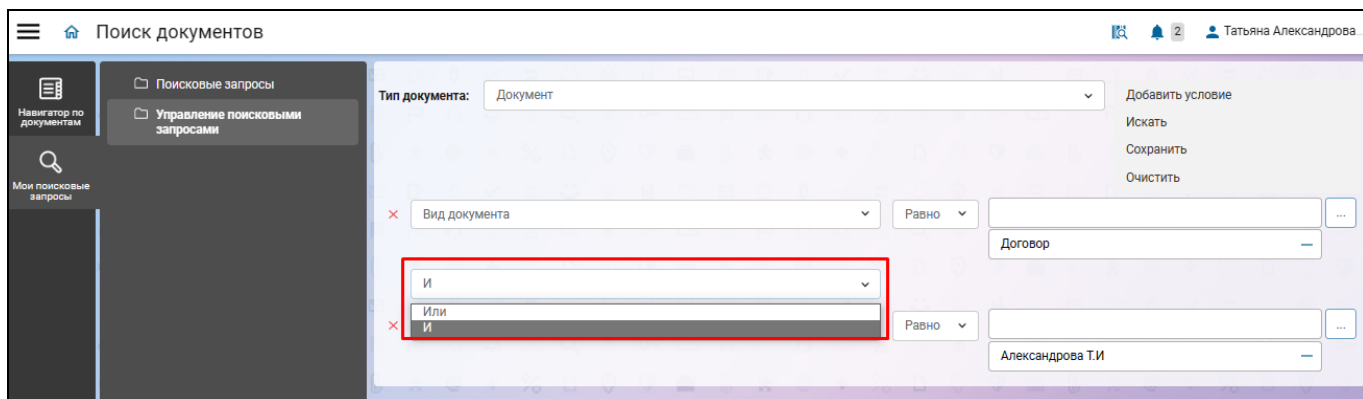 Поиск документов
2
Татьяна Александрова...
Навигатор по
документам
Мои поисковые
запросы
Поисковые запросы
Управление поисковыми
запросами
Тип документа:
Документ
Добавить условие
Искать
Сохранить
Очистить
Вид документа
Равно
...
Договор
И
Или
И
Равно
...
Александрова Т.И